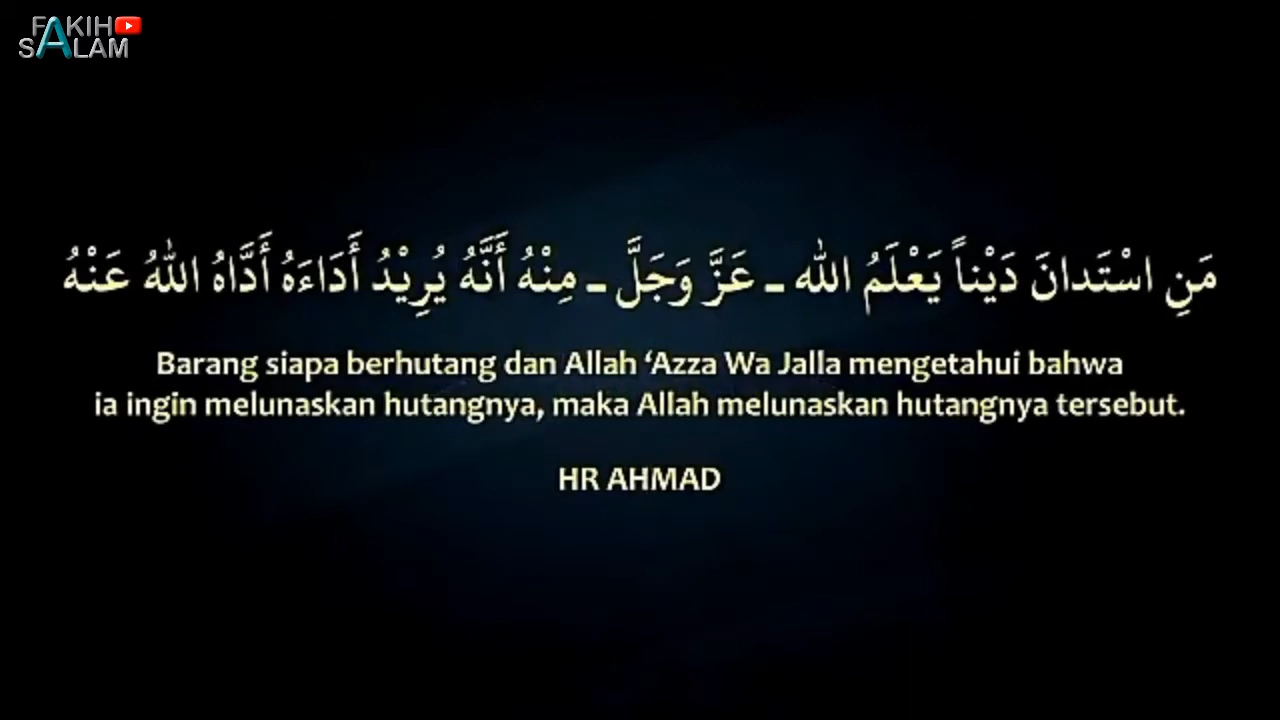 FAKIH
SALAM
مَنِ اسْتَدانَ دَيْناً يَعْلَمُ الله ـ عَزَّ وَجَلَّ ـ مِنْهُ أَنَّهُ يُرِيْدُ أَدَاءَهُ أَدَّاهُ اللهُ عَنْهُ
Barang siapa berhutang dan Allah ‘Azza Wa Jalla mengetahui bahwa
ia ingin melunaskan hutangnya, maka Allah melunaskan hutangnya tersebut.
HR AHMAD